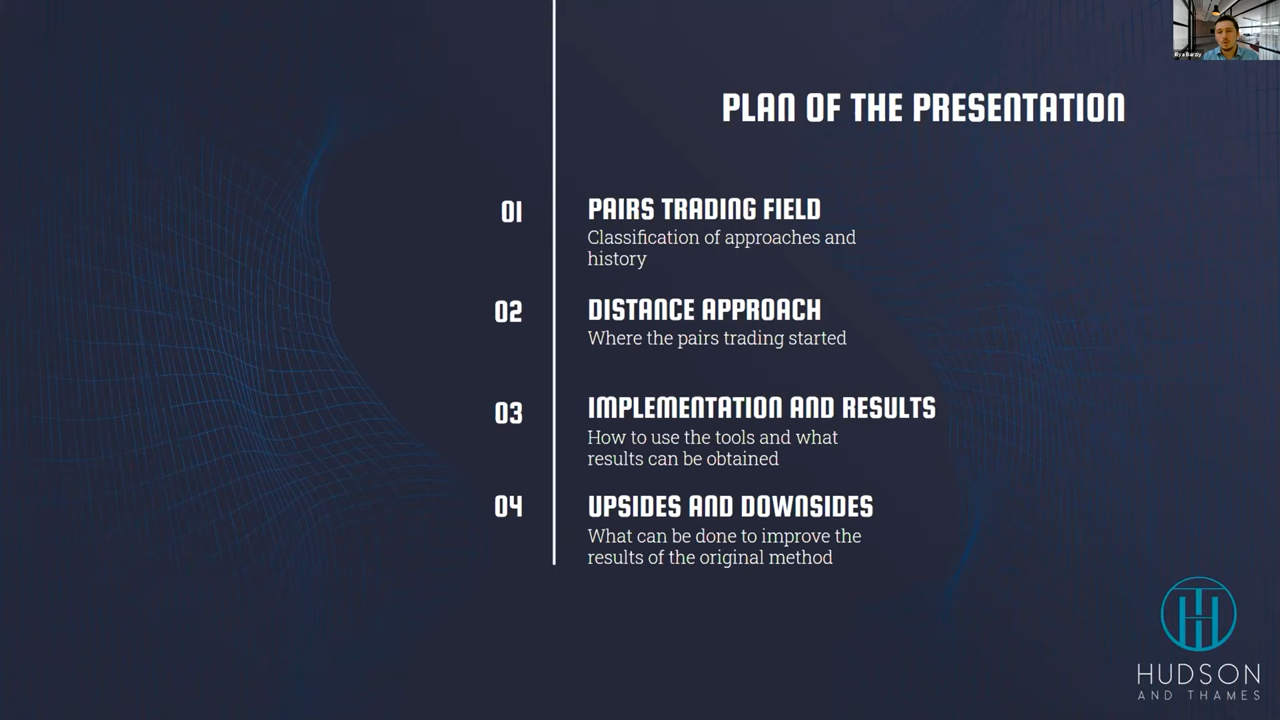 PLAN OF THE PRESENTATION
01
PAIRS TRADING FIELD
Classification of approaches and
history
02
DISTANCE APPROACH
Where the pairs trading started
03
IMPLEMENTATION AND RESULTS
How to use the tools and what
results can be obtained
04
UPSIDES AND DOWNSIDES
What can be done to improve the
results of the original method
HUDSON
AND THAMES